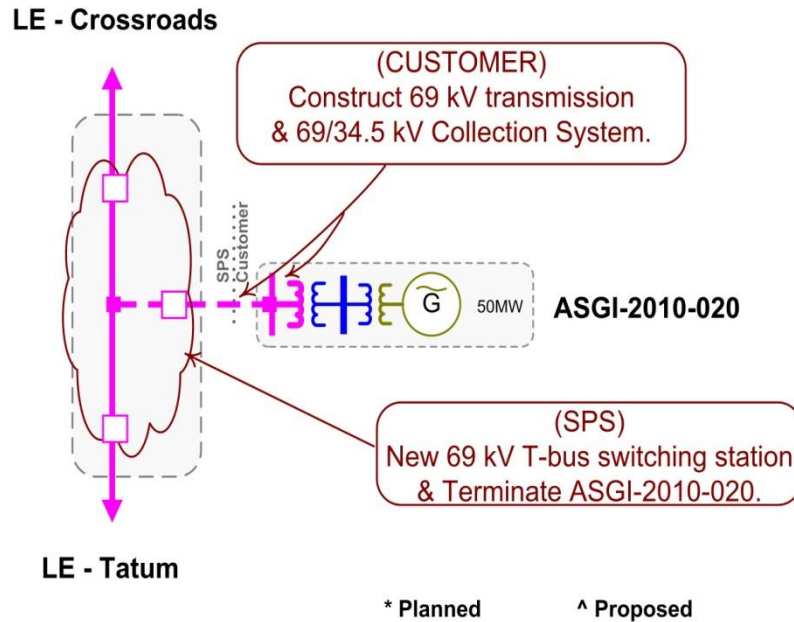 LE - Crossroads
(CUSTOMER)
Construct 69 kV transmission
& 69/34.5 kV Collection System.
SPS
Customer
G
50MW
ASGI-2010-020
(SPS)
New 69 kV T-bus switching station
& Terminate ASGI-2010-020.
LE - Tatum
* Planned
^ Proposed